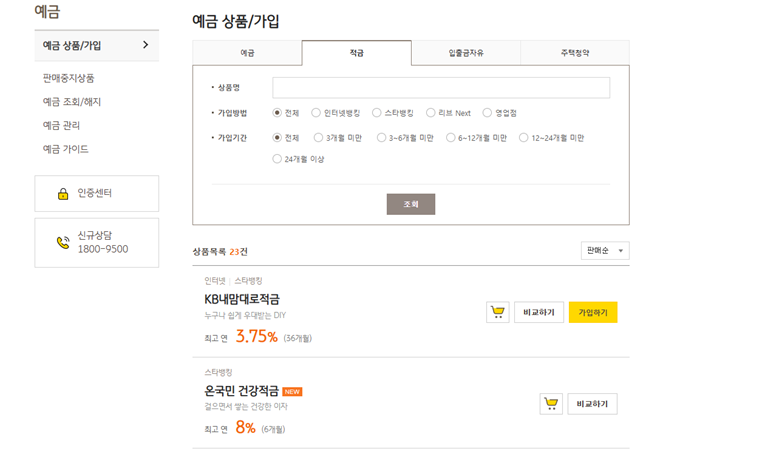 예금
예금 상품/가입
판매중지상품
예금 조회/해지
예금 관리
예금 가이드
인증센터
신규상담
1800-9500
예금 상품/가입
예금 적금 입출금자유 주택청약
• 상품명
• 가입방법 전체 인터넷뱅킹 스타뱅킹 리브 Next 영업점
• 가입기간 전체 3개월 미만 3~6개월 미만 6~12개월 미만 12~24개월 미만
24개월 이상
조회
상품목록 23건 판매순
인터넷 | 스타뱅킹
KB내맘대로적금
누구나 쉽게 우대받는 DIY
최고 연 3.75% (36개월)
비교하기 가입하기
스타뱅킹
온국민 건강적금 NEW
걸으면서 쌓는 건강한 이자
최고 연 8% (6개월)
비교하기